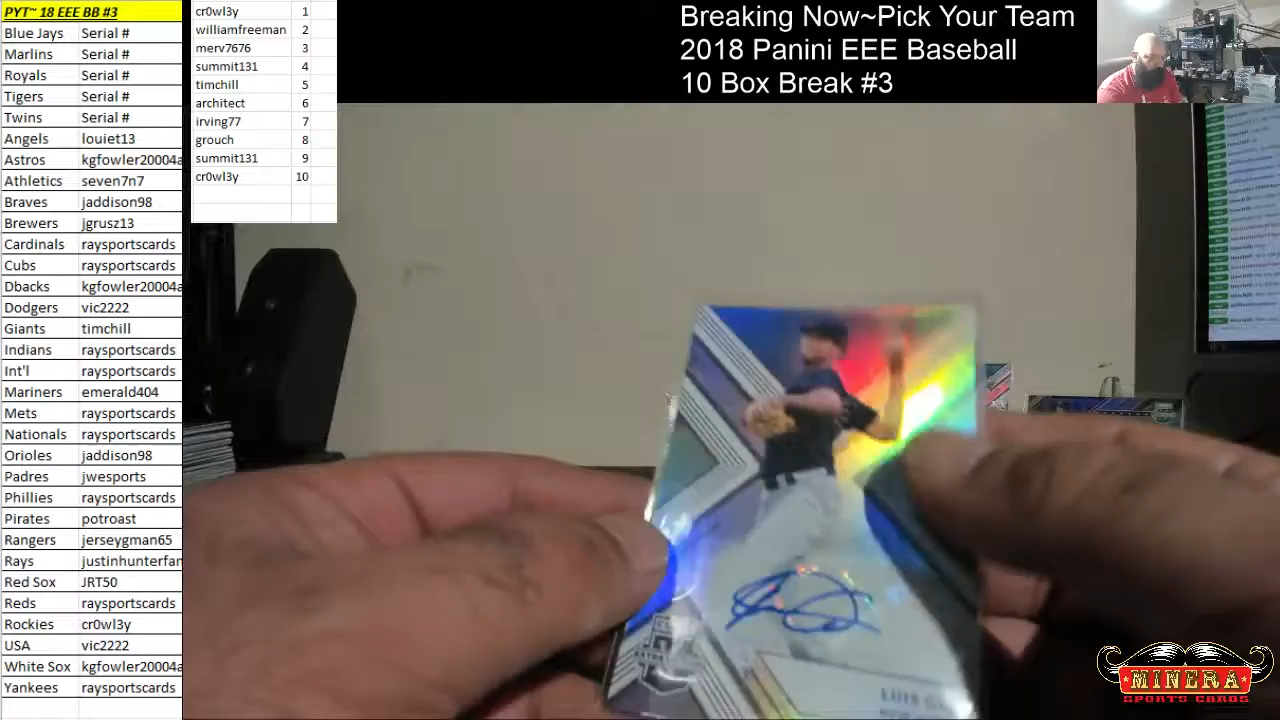 PYT~ 18 EEE BB #3
Blue Jays Serial #
Marlins Serial #
Royals Serial #
Tigers Serial #
Twins Serial #
Angels louiet13
Astros kgfowler20004a
Athletics seven7n7
Braves jaddison98
Brewers jgrusz13
Cardinals raysportscards
Cubs raysportscards
Dbacks kgfowler20004a
Dodgers vic2222
Giants timchill
Indians raysportscards
Int'l raysportscards
Mariners emerald404
Mets raysportscards
Nationals raysportscards
Orioles jaddison98
Padres jwesports
Phillies raysportscards
Pirates potroast
Rangers jerseygman65
Rays justinhunterfan
Red Sox JRT50
Reds raysportscards
Rockies cr0wl3y
USA vic2222
White Sox kgfowler20004a
Yankees raysportscards
cr0wl3y 1
williamfreeman 2
merv7676 3
summit131 4
timchill 5
architect 6
irving77 7
grouch 8
summit131 9
cr0wl3y 10
Breaking Now~Pick Your Team
2018 Panini EEE Baseball
10 Box Break #3
LUIS
MINERA
SPORTS CARDS